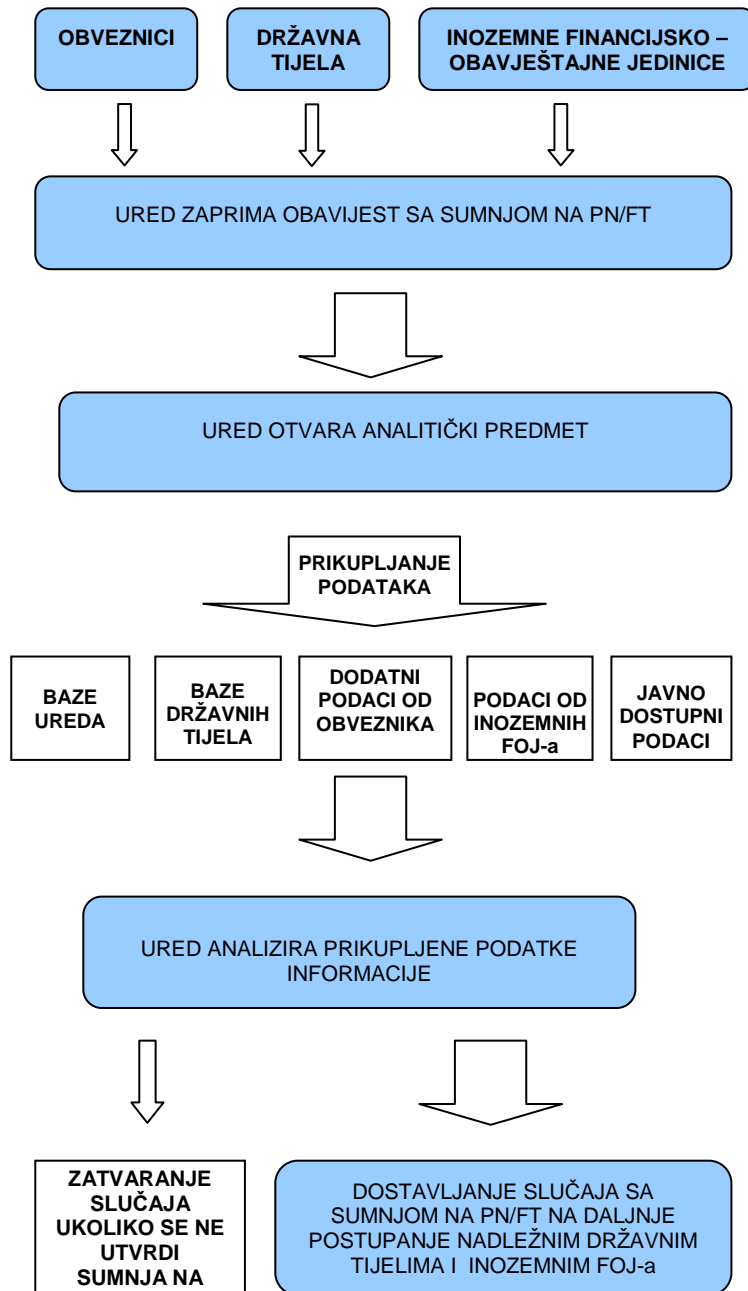 OBVEZNICI
DRŽAVNA
TIJELA
INOZEMNE FINANCIJSKO –
OBAVJEŠTAJNE JEDINICE
URED ZAPRIMA OBAVIJEST SA SUMNJOM NA PN/FT
URED OTVARA ANALITIČKI PREDMET
PRIKUPLJANJE
PODATAKA
BAZE
UREDA
BAZE
DRŽAVNIH
TIJELA
DODATNI
PODACI OD
OBVEZNIKA
PODACI OD
INOZEMNIH
FOJ-a
JAVNO
DOSTUPNI
PODACI
URED ANALIZIRA PRIKUPLJENE PODATKE
INFORMACIJE
ZATVARANJE
SLUČAJA
UKOLIKO SE NE
UTVRDI
SUMNJA NA
DOSTAVLJANJE SLUČAJA SA
SUMNJOM NA PN/FT NA DALJNJE
POSTUPANJE NADLEŽNIM DRŽAVNIM
TIJELIMA I  INOZEMNIM FOJ-a